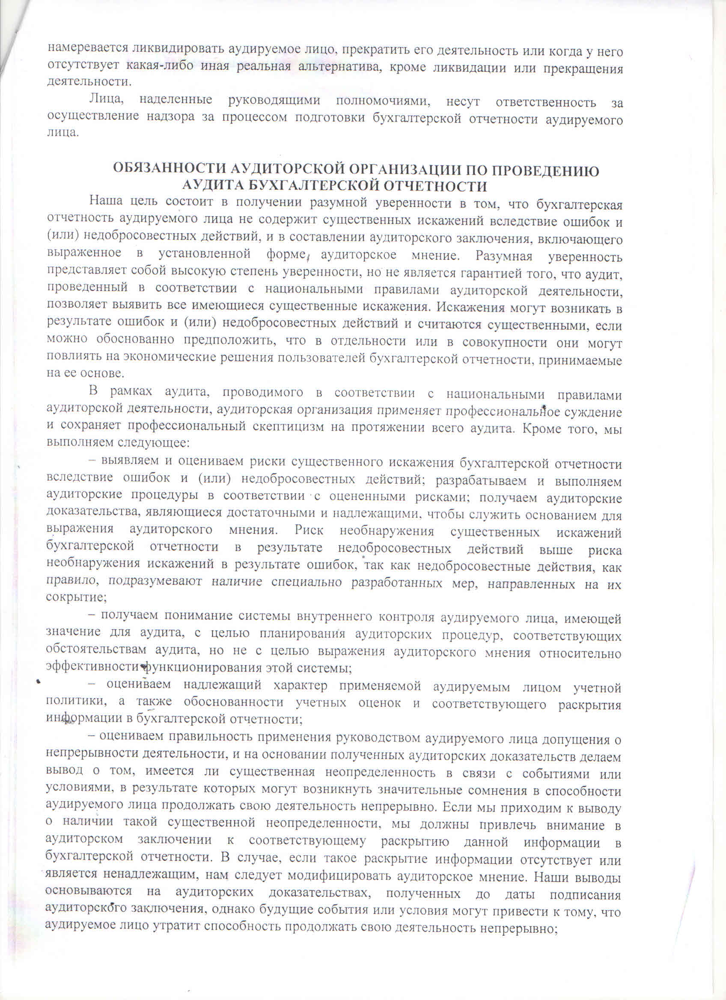 намеревается ликвидировать аудируемое лицо, прекратить его деятельность или когда у него
отсутствует какая-либо иная реальная альтернатива, кроме ликвидации или прекращения
деятельности.
Лица, наделенные руководящими полномочиями, несут ответственность за
осуществление надзора за процессом подготовки бухгалтерской отчетности аудируемого
лица.
ОБЯЗАННОСТИ АУДИТОРСКОЙ ОРГАНИЗАЦИИ ПО ПРОВЕДЕНИЮ
АУДИТА БУХГАЛТЕРСКОЙ ОТЧЕТНОСТИ
Наша цель состоит в получении разумной уверенности в том, что бухгалтерская
отчетность аудируемого лица не содержит существенных искажений вследствие ошибок и
(или) недобросовестных действий, и в составлении аудиторского заключения, включающего
выраженное в установленной форме, аудиторское мнение. Разумная уверенность
представляет собой высокую степень уверенности, но не является гарантией того, что аудит,
проведенный в соответствии с национальными правилами аудиторской деятельности,
позволяет выявить все имеющиеся существенные искажения. Искажения могут возникать в
результате ошибок и (или) недобросовестных действий и считаются существенными, если
можно обоснованно предположить, что в отдельности или в совокупности они могут
повлиять на экономические решения пользователей бухгалтерской отчетности, принимаемые
на ее основе.
В рамках аудита, проводимого в соответствии с национальными правилами
аудиторской деятельности, аудиторская организация применяет профессиональное суждение
и сохраняет профессиональный скептицизм на протяжении всего аудита. Кроме того, мы
выполняем следующее:
– выявляем и оцениваем риски существенного искажения бухгалтерской отчетности
вследствие ошибок и (или) недобросовестных действий; разрабатываем и выполняем
аудиторские процедуры в соответствии с оцененными рисками; получаем аудиторские
доказательства, являющиеся достаточными и надлежащими, чтобы служить основанием для
выражения аудиторского мнения. Риск необнаружения существенных искажений
бухгалтерской отчетности в результате недобросовестных действий выше риска
необнаружения искажений в результате ошибок, так как недобросовестные действия, как
правило, подразумевают наличие специально разработанных мер, направленных на их
сокрытие;
– получаем понимание системы внутреннего контроля аудируемого лица, имеющей
значение для аудита, с целью планирования аудиторских процедур, соответствующих
обстоятельствам аудита, но не с целью выражения аудиторского мнения относительно
эффективности функционирования этой системы;
– оцениваем надлежащий характер применяемой аудируемым лицом учетной
политики, а также обоснованности учетных оценок и соответствующего раскрытия
информации в бухгалтерской отчетности;
– оцениваем правильность применения руководством аудируемого лица допущения о
непрерывности деятельности, и на основании полученных аудиторских доказательств делаем
вывод о том, имеется ли существенная неопределенность в связи с событиями или
условиями, в результате которых могут возникнуть значительные сомнения в способности
аудируемого лица продолжать свою деятельность непрерывно. Если мы приходим к выводу
о наличии такой существенной неопределенности, мы должны привлечь внимание в
аудиторском заключении к соответствующему раскрытию данной информации в
бухгалтерской отчетности. В случае, если такое раскрытие информации отсутствует или
является ненадлежащим, нам следует модифицировать аудиторское мнение. Наши выводы
основываются на аудиторских доказательствах, полученных до даты подписания
аудиторского заключения, однако будущие события или условия могут привести к тому, что
аудируемое лицо утратит способность продолжать свою деятельность непрерывно;